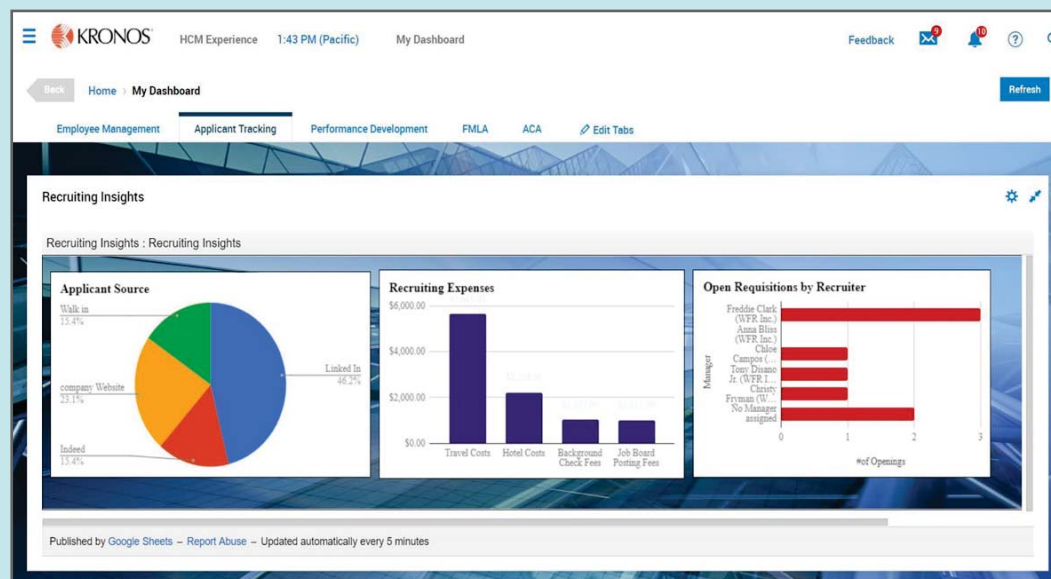 KRONOS HCM Experience 1:43 PM (Pacific) My Dashboard Feedback 9 10 ?
Back Home › My Dashboard Refresh
Employee Management Applicant Tracking Performance Development FMLA ACA Edit Tabs
Recruiting Insights
Recruiting Insights : Recruiting Insights
Applicant Source
Walk in
15.4%
Linked In
46.2%
company Website
23.1%
Indeed
15.4%
Recruiting Expenses
$6,000.00
$4,000.00
$2,000.00
$0.00
Travel Costs Hotel Costs Background Job Board
Check Fees Posting Fees
Open Requisitions by Recruiter
Manager
Freddie Clark
(WFR Inc.)
Anna Bliss
(WFR Inc.)
Chloe
Campos (...
Tony Disano
Jr. (WFR I...
Christy
Fryman (W...
No Manager
assigned
0 1 2 3
#of Openings
Published by Google Sheets – Report Abuse – Updated automatically every 5 minutes